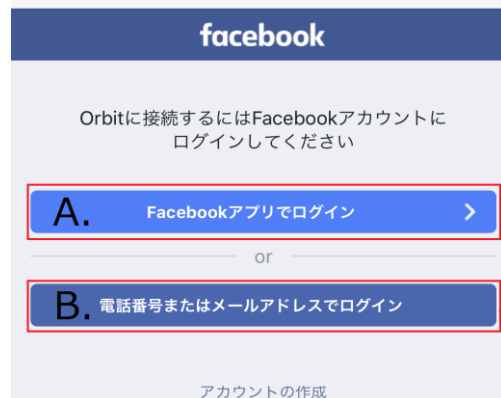 facebook
Orbitに接続するにはFacebookアカウントに
ログインしてください
A. Facebookアプリでログイン
or
B. 電話番号またはメールアドレスでログイン
アカウントの作成